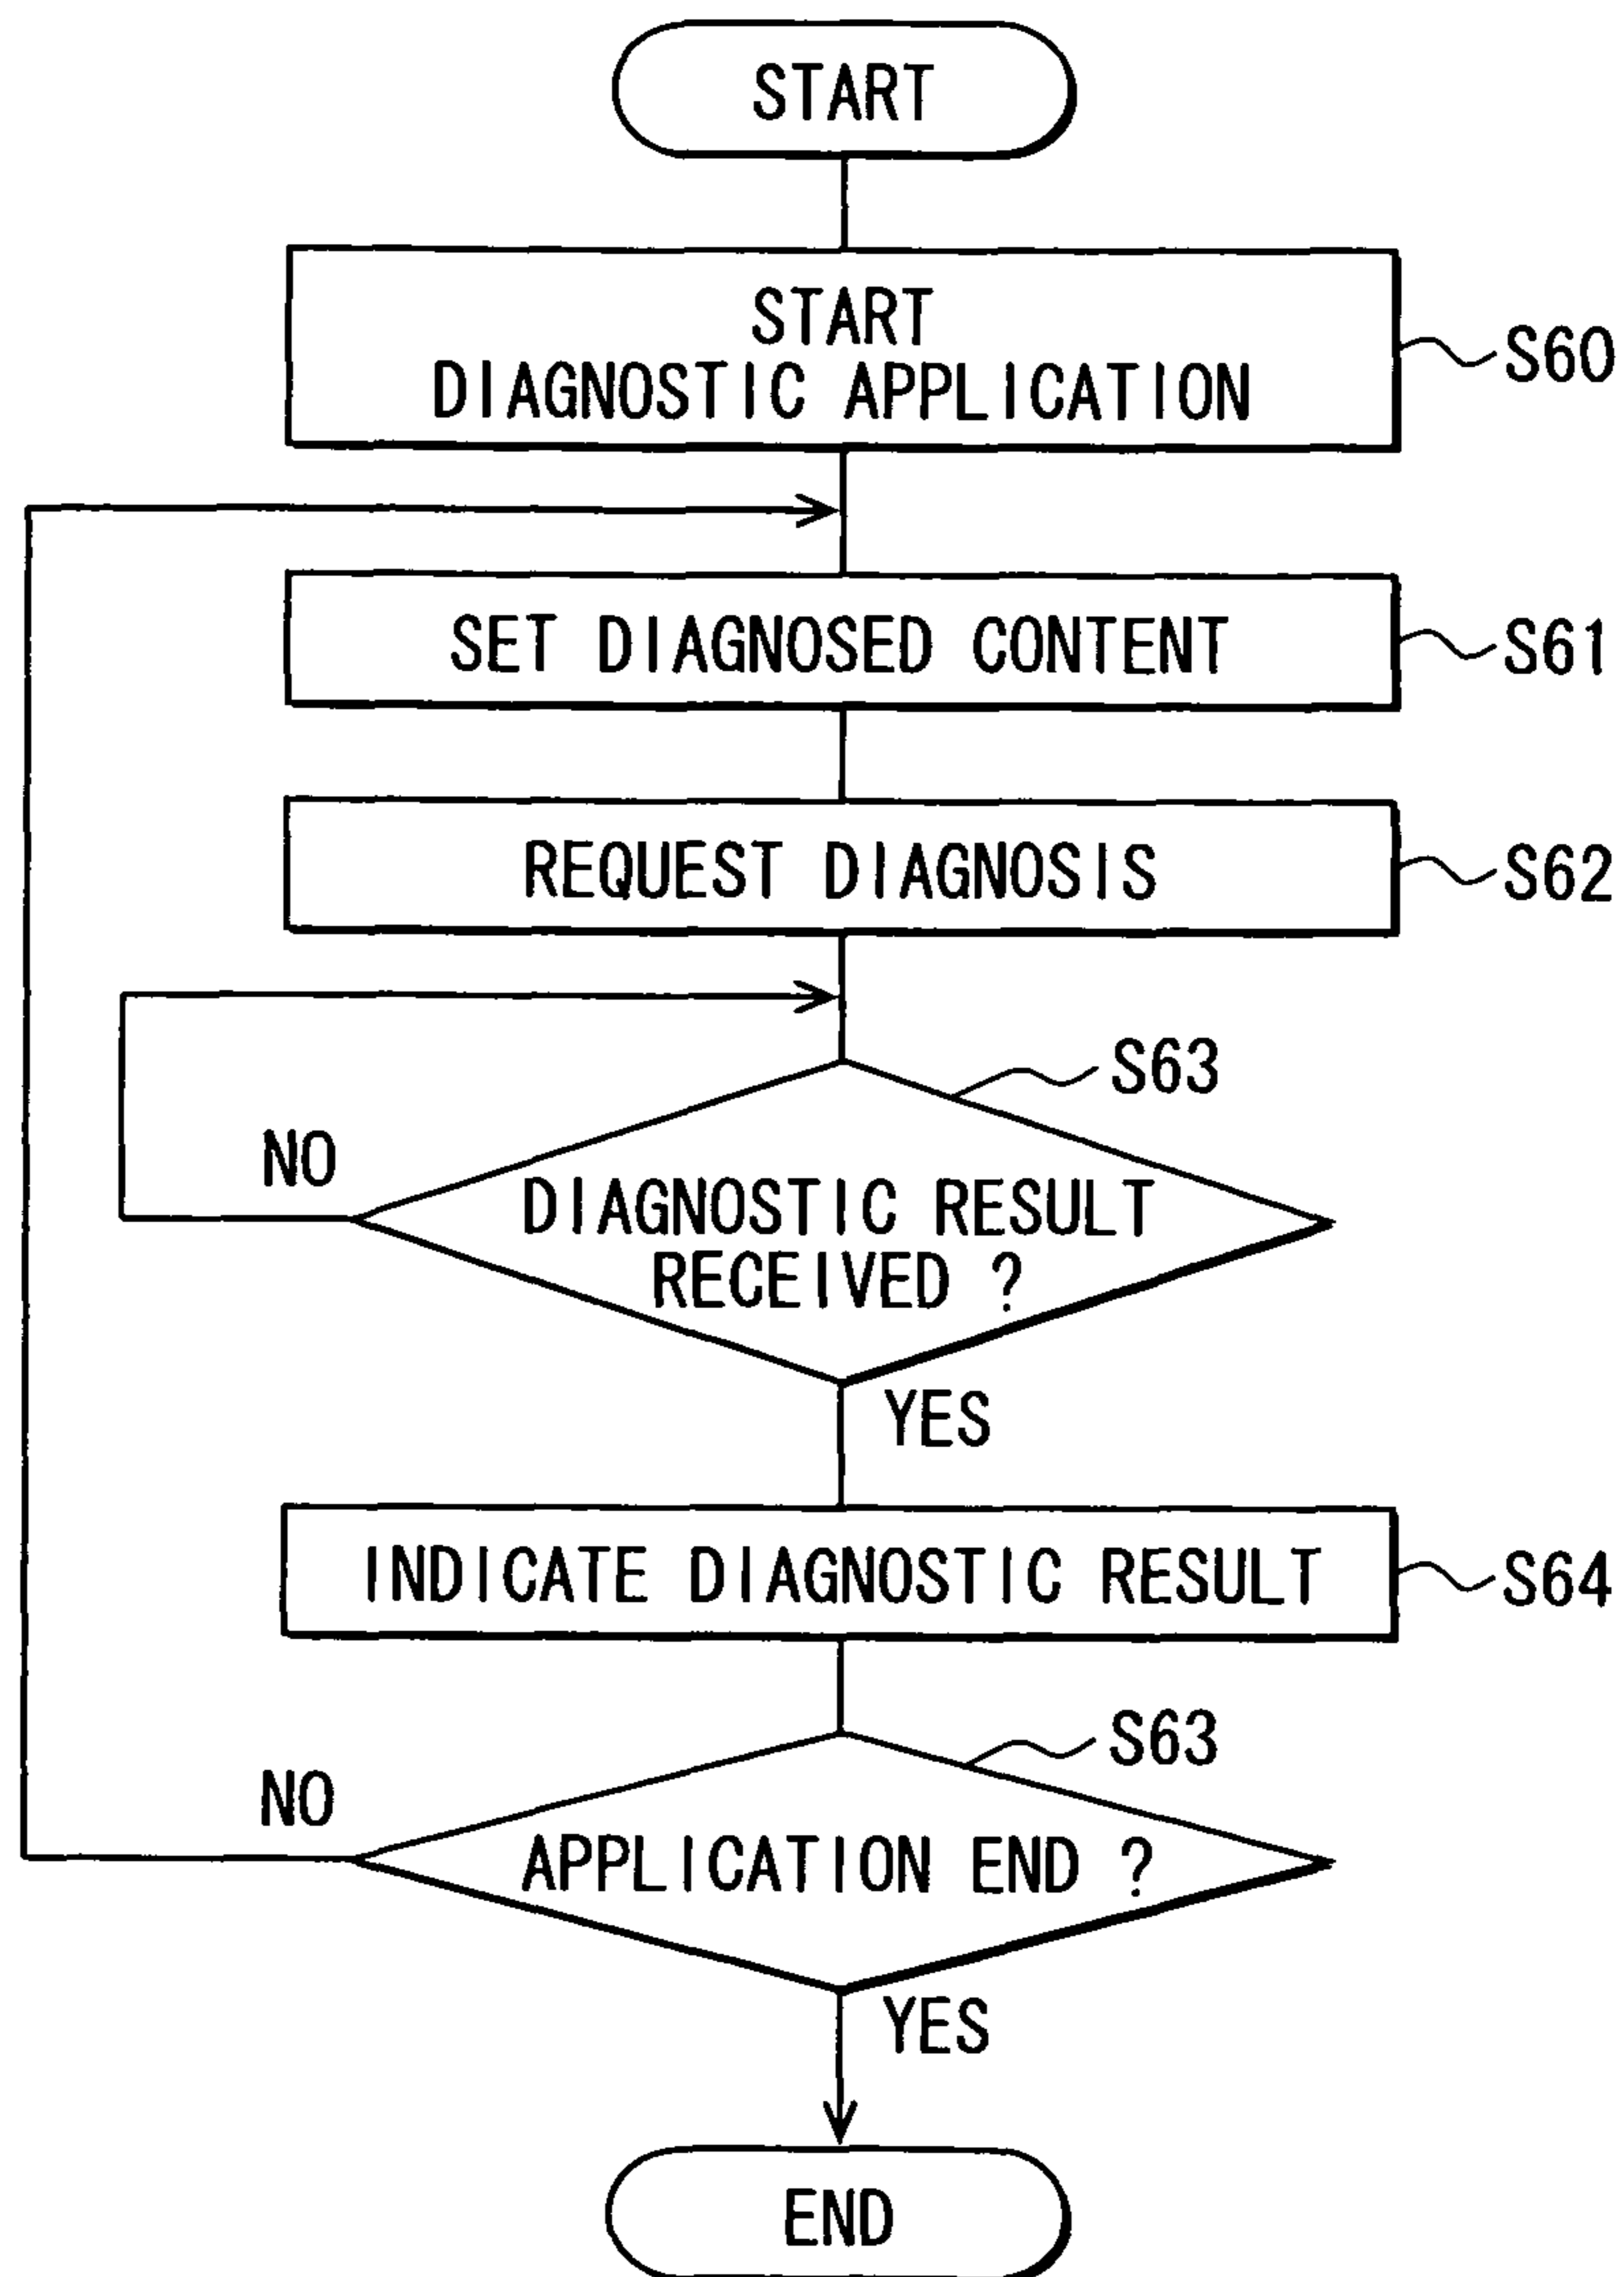 START
START
DIAGNOSTIC APPLICATION
S60
SET DIAGNOSED CONTENT
S61
REQUEST DIAGNOSIS
S62
S63
NO
DIAGNOSTIC RESULT
RECEIVED ?
YES
INDICATE DIAGNOSTIC RESULT
S64
S63
NO
APPLICATION END ?
YES
END